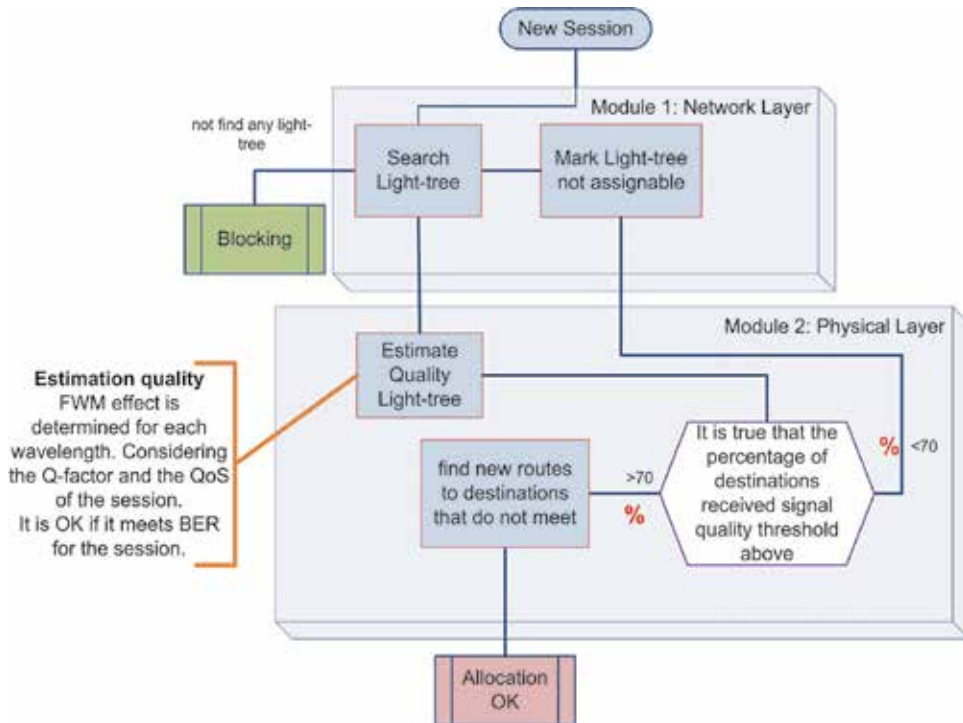 New Session
Module 1: Network Layer
not find any light-
tree
Search
Light-tree
Mark Light-tree
not assignable
Blocking
Module 2: Physical Layer
Estimate
Quality
Light-tree
Estimation quality
FWM effect is
determined for each
wavelength. Considering
the Q-factor and the QoS
of the session.
It is OK if it meets BER
for the session.
find new routes
to destinations
that do not meet
>70
%
It is true that the
percentage of
destinations
received signal
quality threshold
above
%
<70
Allocation
OK